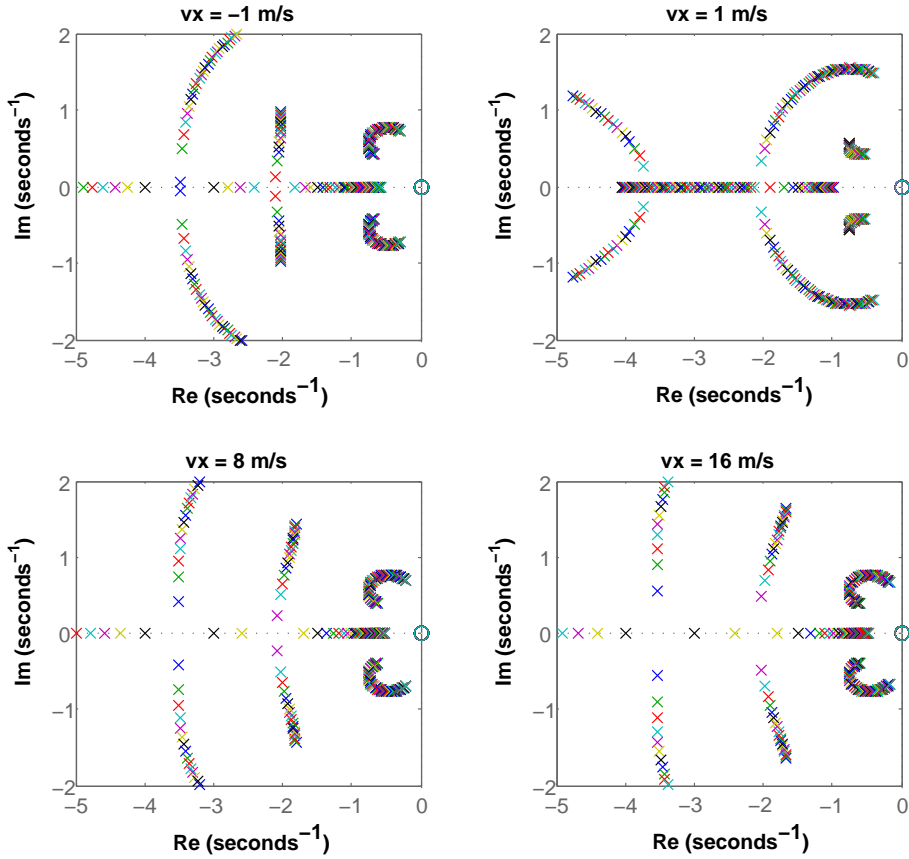 vx = −1 m/s
2
1
0
−1
−2
Im (seconds⁻¹)
−5 −4 −3 −2 −1 0
Re (seconds⁻¹)
vx = 1 m/s
2
1
0
−1
−2
Im (seconds⁻¹)
−5 −4 −3 −2 −1 0
Re (seconds⁻¹)
vx = 8 m/s
2
1
0
−1
−2
Im (seconds⁻¹)
−5 −4 −3 −2 −1 0
Re (seconds⁻¹)
vx = 16 m/s
2
1
0
−1
−2
Im (seconds⁻¹)
−5 −4 −3 −2 −1 0
Re (seconds⁻¹)